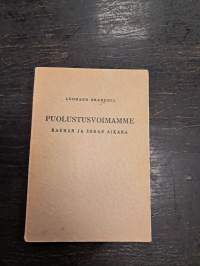 LEONARD GRANDELL
PUOLUSTUSVOIMAMME
RAUHAN JA SODAN AIKANA